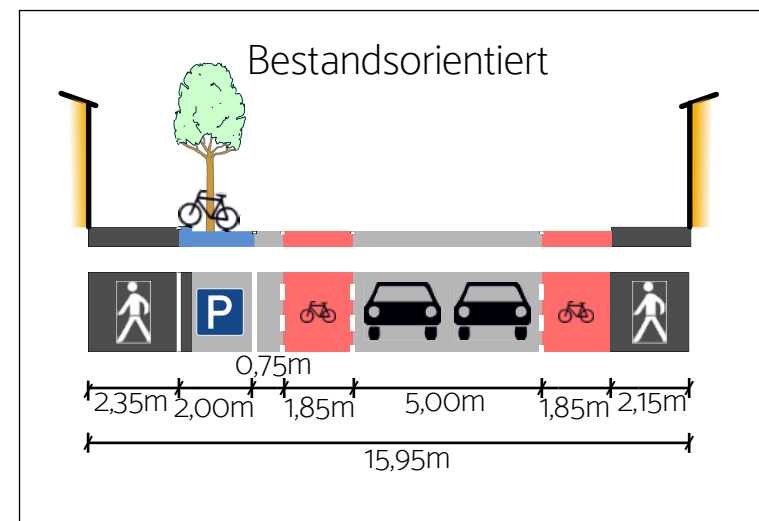 Bestandsorientiert
P
0,75m
2,35m 2,00m 1,85m 5,00m 1,85m 2,15m
15,95m